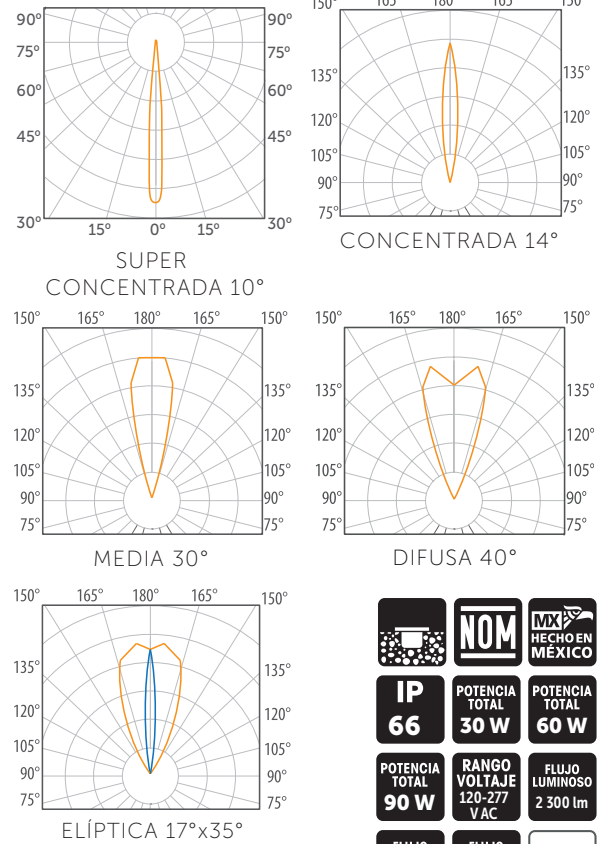 150° 165° 180° 150°
90° 90°
75° 75°
60° 60°
45° 45°
30° 15° 0° 15° 30°
SUPER
CONCENTRADA 10°
135° 135°
120° 120°
105° 105°
90° 90°
75° 75°
CONCENTRADA 14°
150° 165° 180° 165° 150°
135° 135°
120° 120°
105° 105°
90° 90°
75° 75°
MEDIA 30°
150° 165° 180° 165° 150°
135° 135°
120° 120°
105° 105°
90° 90°
75° 75°
DIFUSA 40°
150° 165° 180° 165° 150°
135° 135°
120° 120°
105° 105°
90° 90°
75° 75°
ELÍPTICA 17°x35°
NOM
MX
HECHO EN
MÉXICO
IP
66
POTENCIA
TOTAL
30 W
POTENCIA
TOTAL
60 W
POTENCIA
TOTAL
90 W
RANGO
VOLTAJE
120-277
V AC
FLUJO
LUMINOSO
2 300 lm